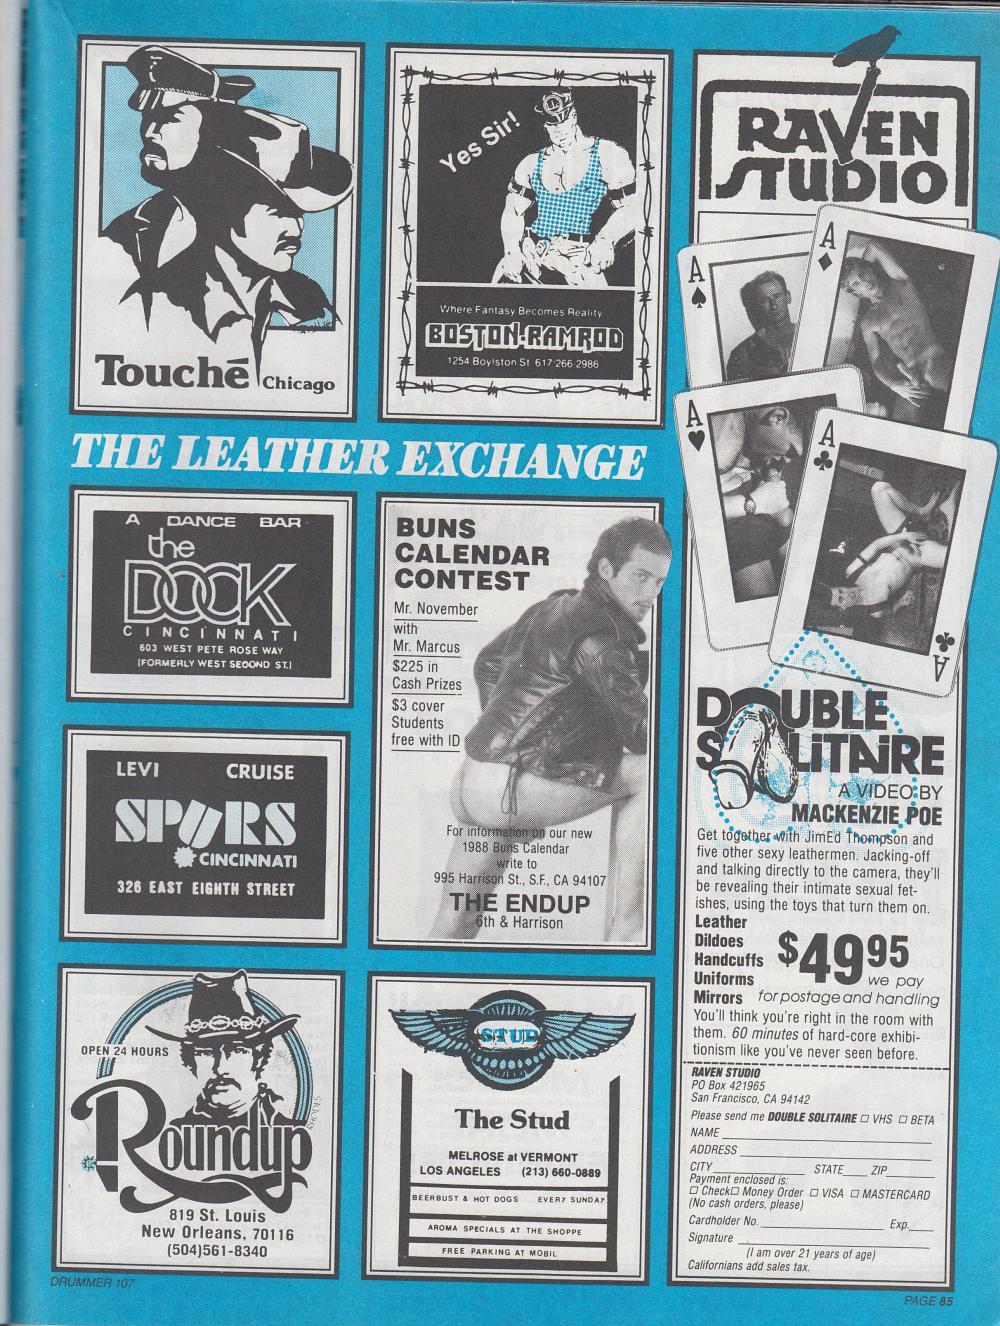 Touché Chicago
Yes Sir!
Where Fantasy Becomes Reality
BOSTON-RAMROD
1254 Boylston St 617·266·2986
RAVEN
STUDIO
A
A
A
A
A
THE LEATHER EXCHANGE
A DANCE BAR
the
DOCK
CINCINNATI
603 WEST PETE ROSE WAY
(FORMERLY WEST SECOND ST.)
BUNS
CALENDAR
CONTEST
Mr. November
with
Mr. Marcus
$225 in
Cash Prizes
$3 cover
Students
free with ID
For information on our new
1988 Buns Calendar
write to
995 Harrison St., S.F., CA 94107
THE ENDUP
6th & Harrison
LEVI CRUISE
SPURS
CINCINNATI
326 EAST EIGHTH STREET
OPEN 24 HOURS
Roundup
819 St. Louis
New Orleans, 70116
(504)561-8340
STUD
The Stud
MELROSE at VERMONT
LOS ANGELES (213) 660-0889
BEERBUST & HOT DOGS EVERY SUNDAY
AROMA SPECIALS AT THE SHOPPE
FREE PARKING AT MOBIL
DOUBLE
SOLITAIRE
A VIDEO BY
MACKENZIE POE
Get together with JimEd Thompson and
five other sexy leathermen. Jacking-off
and talking directly to the camera, they'll
be revealing their intimate sexual fet-
ishes, using the toys that turn them on.
Leather
Dildoes
Handcuffs
Uniforms
Mirrors
$49.95
we pay
for postage and handling
You'll think you're right in the room with
them. 60 minutes of hard-core exhibi-
tionism like you've never seen before.
RAVEN STUDIO
PO Box 421965
San Francisco, CA 94142
Please send me DOUBLE SOLITAIRE □ VHS □ BETA
NAME
ADDRESS
CITY STATE ZIP
Payment enclosed is:
□ Check□ Money Order □ VISA □ MASTERCARD
(No cash orders, please)
Cardholder No. Exp.
Signature
(I am over 21 years of age)
Californians add sales tax.
DRUMMER 107
PAGE 85